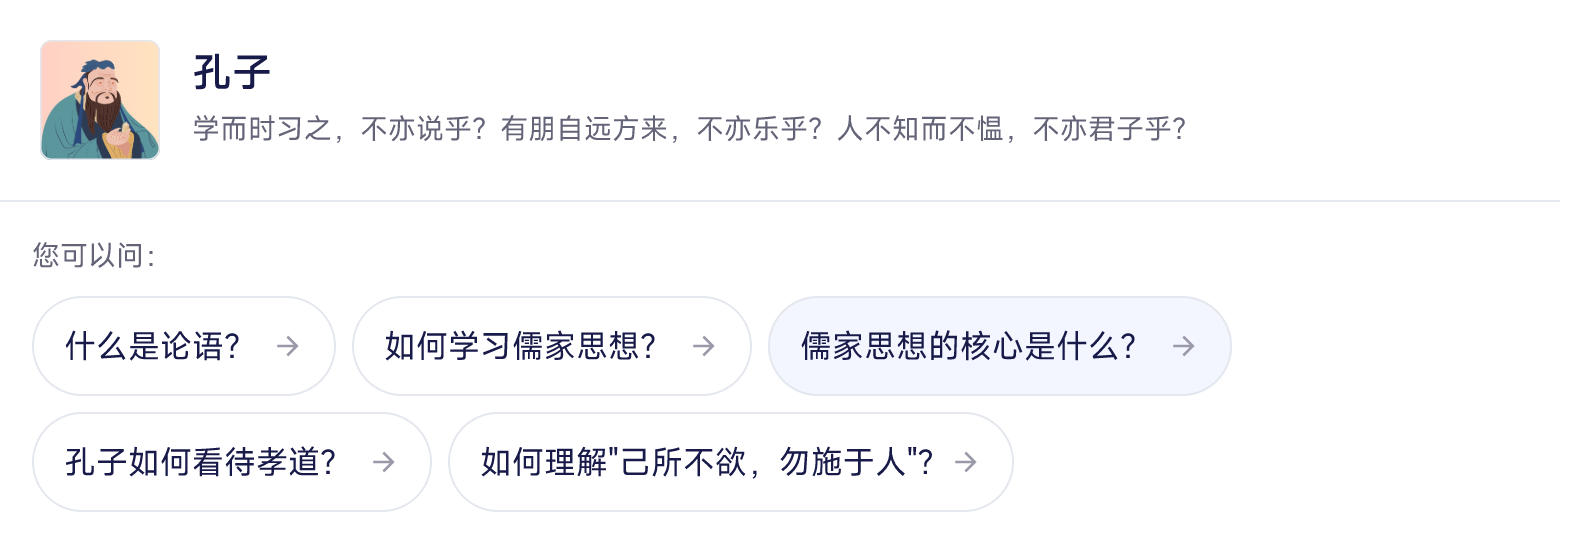 孔子
学而时习之，不亦说乎？有朋自远方来，不亦乐乎？人不知而不愠，不亦君子乎？
您可以问：
什么是论语？ → 如何学习儒家思想？ → 儒家思想的核心是什么？ →
孔子如何看待孝道？ → 如何理解"己所不欲，勿施于人"？ →